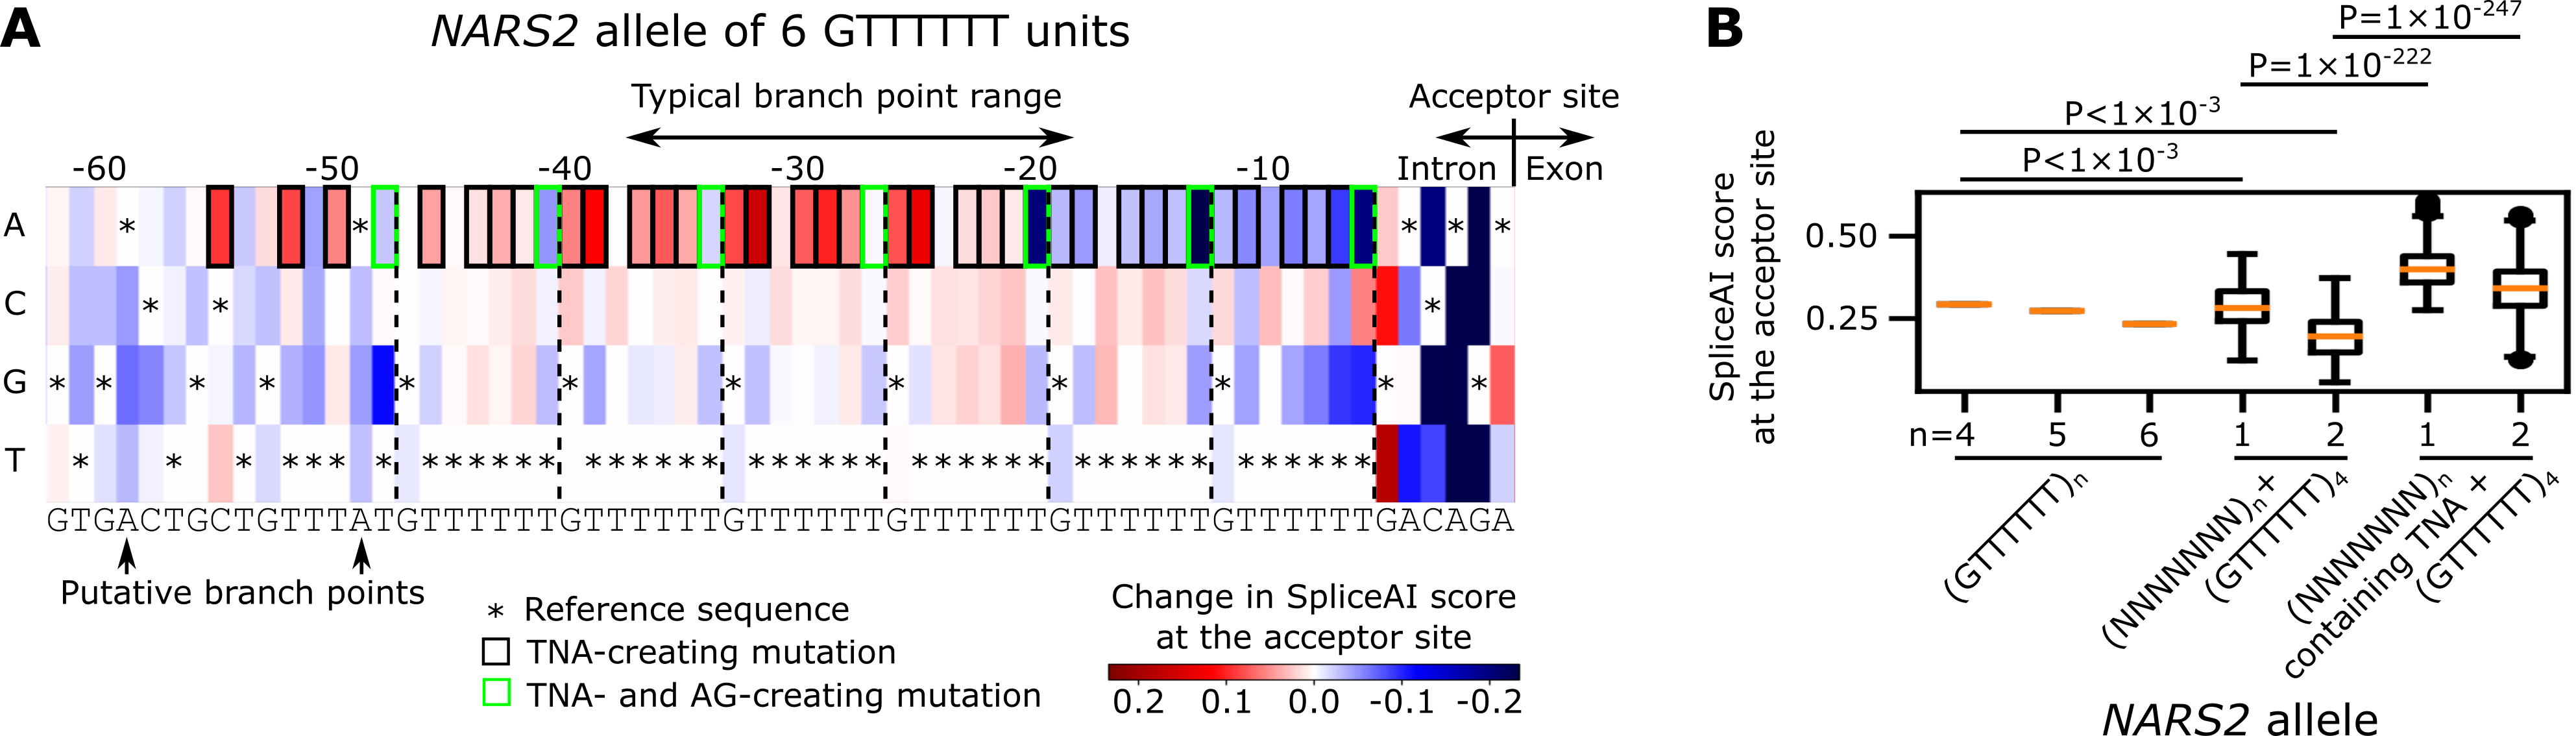 A
NARS2 allele of 6 GTTTTTT units
Typical branch point range
Acceptor site
-60 -50 -40 -30 -20 -10 Intron Exon
A * * * * *
C * * *
G * * * * * * * * * * * *
T * * * * * * * * * * * * * * * * * * * * * * * * * * * * * * * * * * * * * * * * * * *
GTGACTGCTGTTTATGTTTTTTGTTTTTTGTTTTTTGTTTTTTGTTTTTTGTTTTTTGACAGA
Putative branch points
* Reference sequence
TNA-creating mutation
TNA- and AG-creating mutation
Change in SpliceAI score
at the acceptor site
0.2 0.1 0.0 -0.1 -0.2
B
P=1×10-247
P=1×10-222
P<1×10-3
P<1×10-3
SpliceAI score
at the acceptor site
0.50
0.25
n=4 5 6 1 2 1 2
(GTTTTTT)n
(NNNNNNN)n+
(GTTTTTT)4
(NNNNNNN)n
containing TNA +
(GTTTTTT)4
NARS2 allele